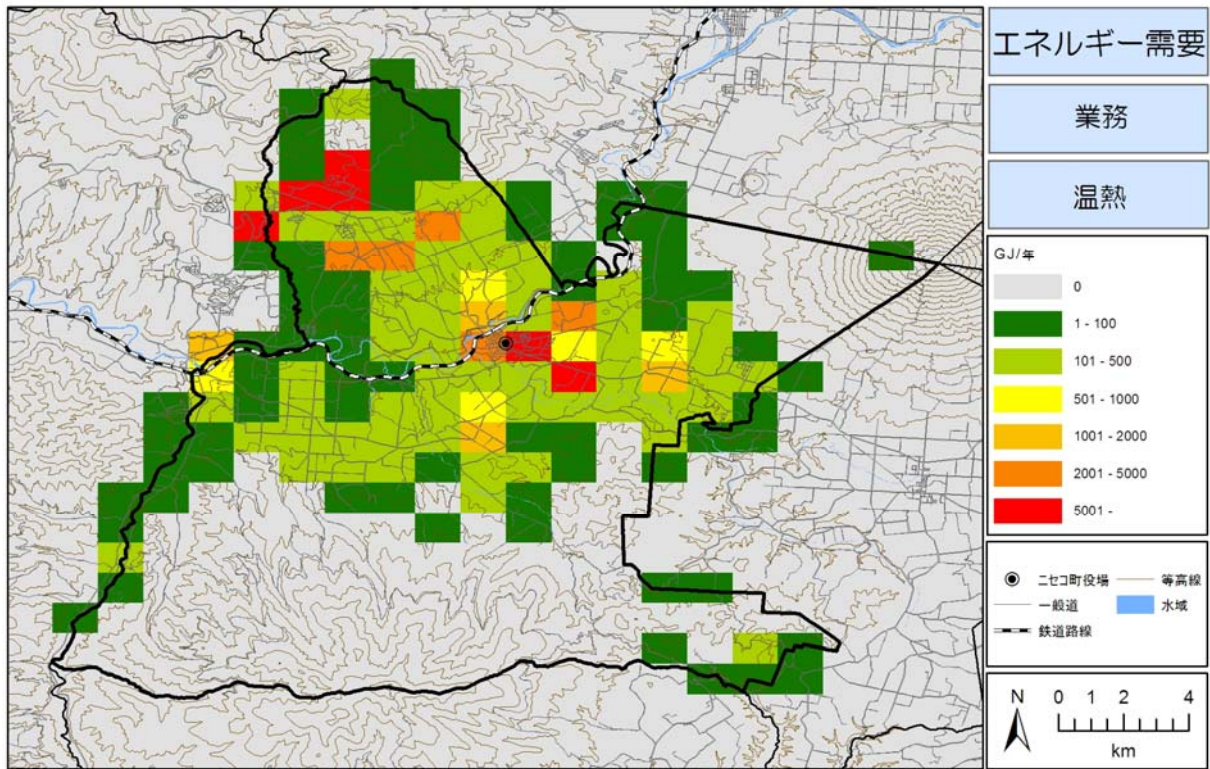 エネルギー需要
業務
温熱
GJ/年
0
1 - 100
101 - 500
501 - 1000
1001 - 2000
2001 - 5000
5001 -
ニセコ町役場 等高線
一般道 水域
鉄道路線
N 0 1 2 4
km